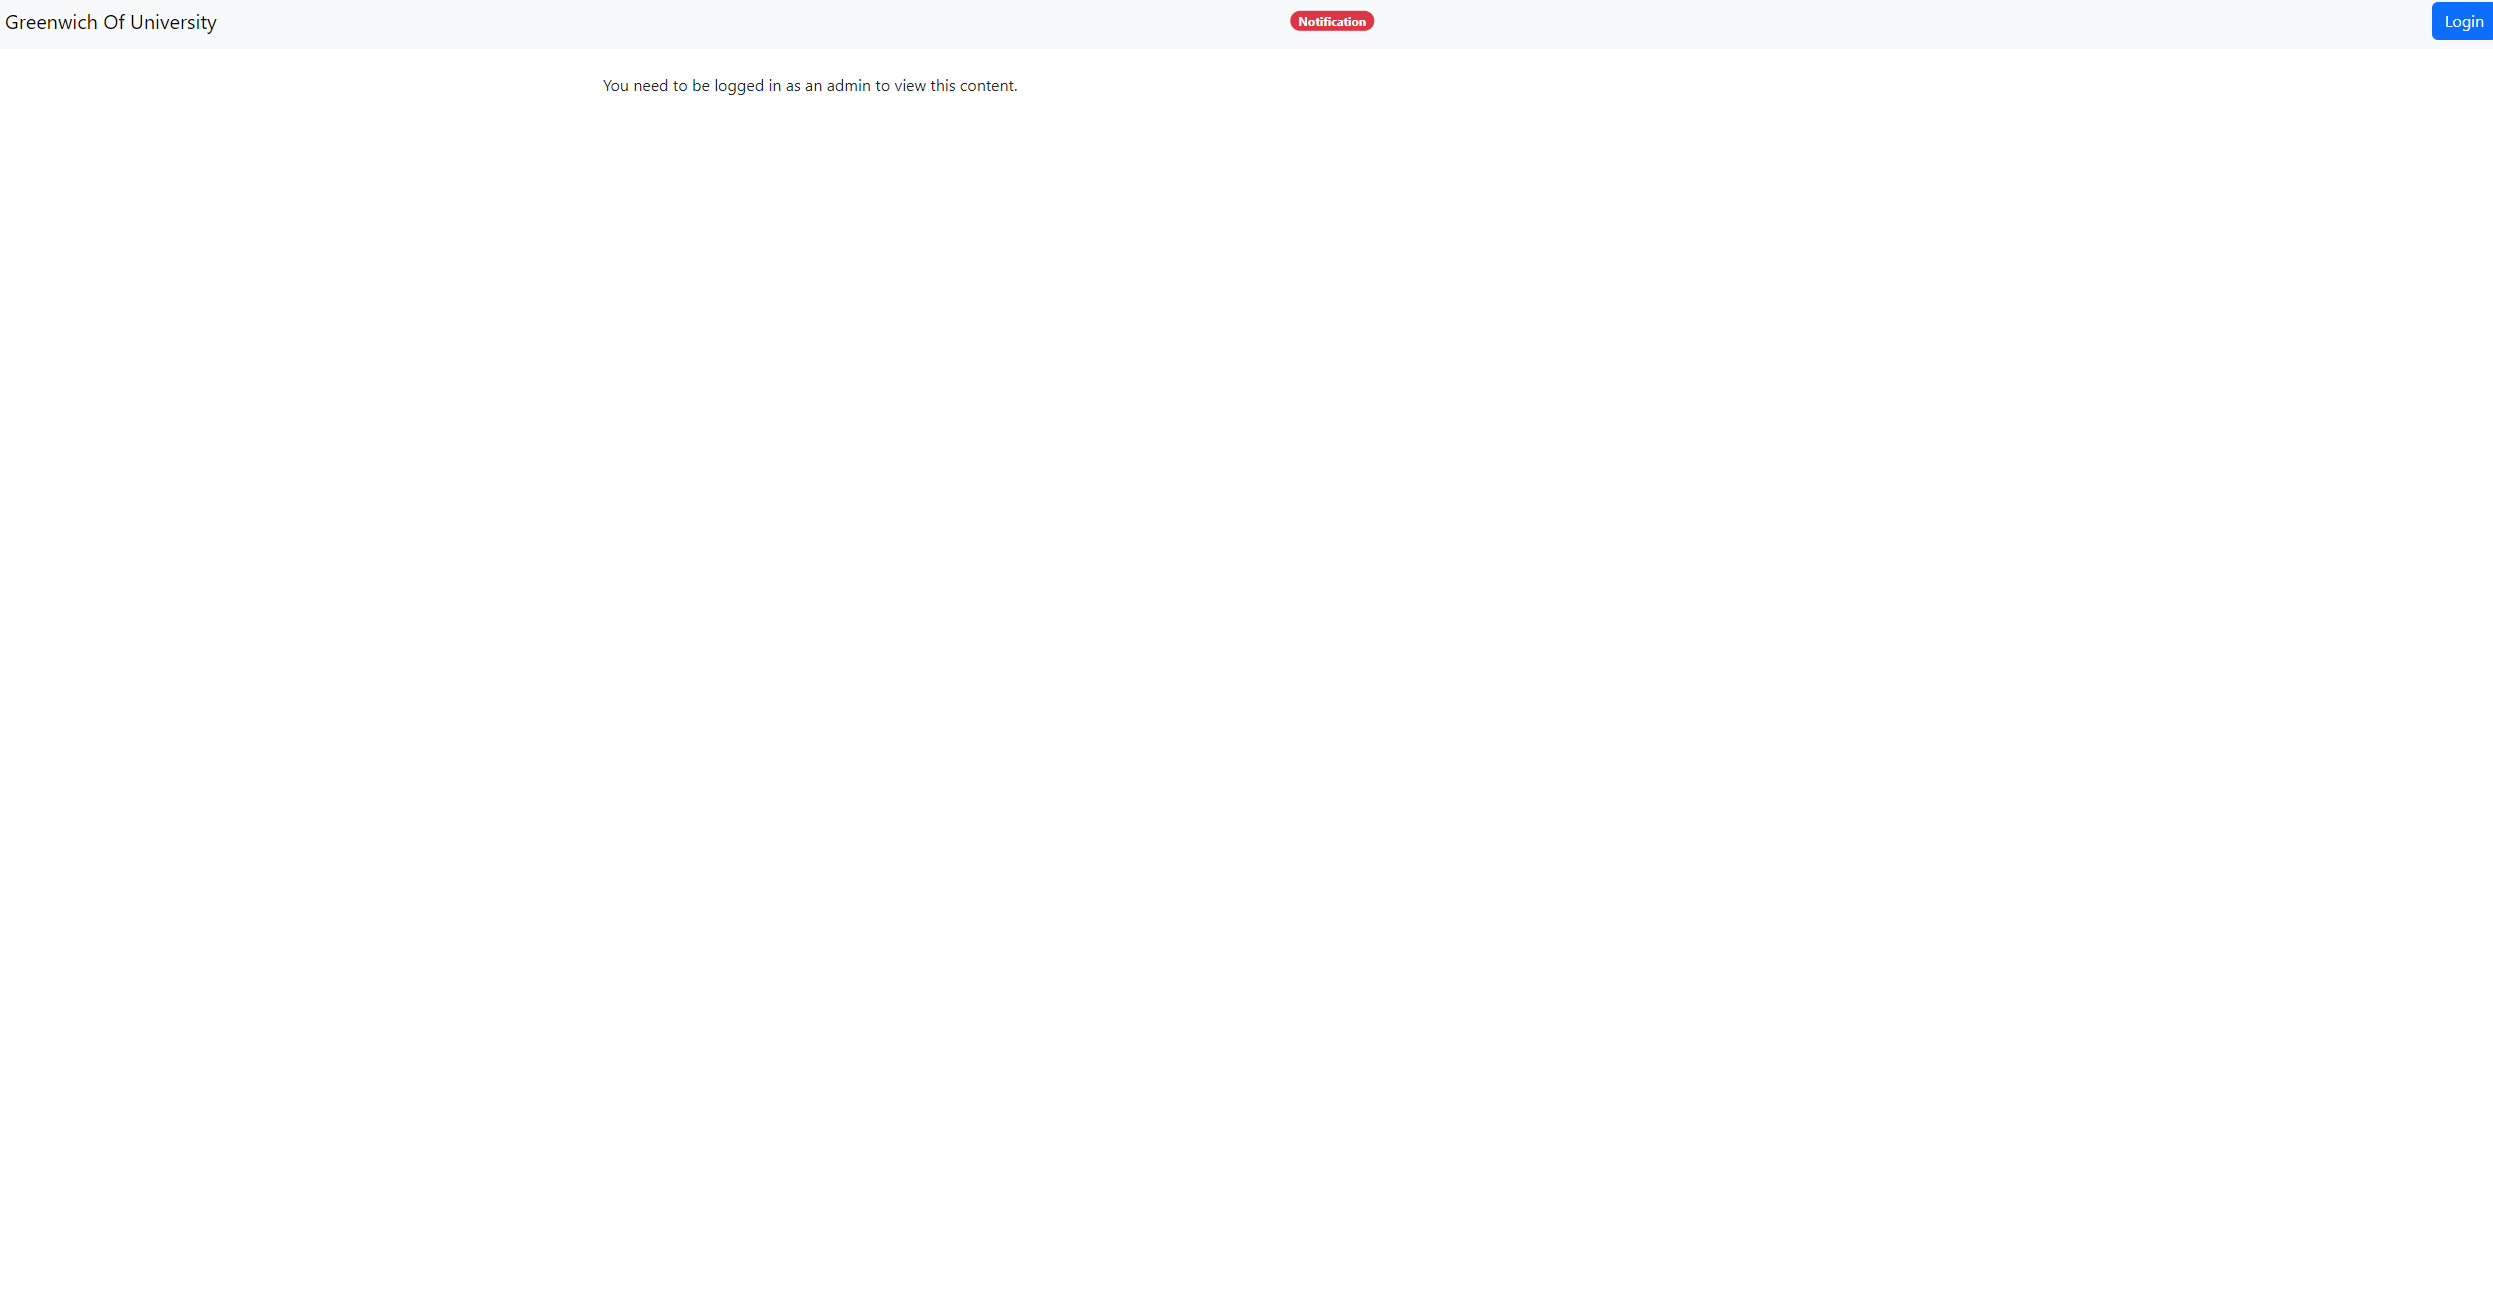 Greenwich Of University
Notification
Login
You need to be logged in as an admin to view this content.